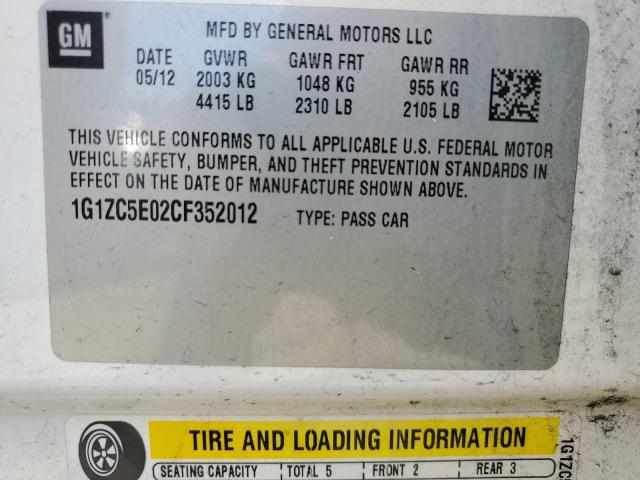 GM
MFD BY GENERAL MOTORS LLC
DATE GVWR GAWR FRT GAWR RR
05/12 2003 KG 1048 KG 955 KG
4415 LB 2310 LB 2105 LB
THIS VEHICLE CONFORMS TO ALL APPLICABLE U.S. FEDERAL MOTOR
VEHICLE SAFETY, BUMPER, AND THEFT PREVENTION STANDARDS IN
EFFECT ON THE DATE OF MANUFACTURE SHOWN ABOVE.
1G1ZC5E02CF352012 TYPE: PASS CAR
TIRE AND LOADING INFORMATION
SEATING CAPACITY TOTAL 5 FRONT 2 REAR 3
1G1ZC